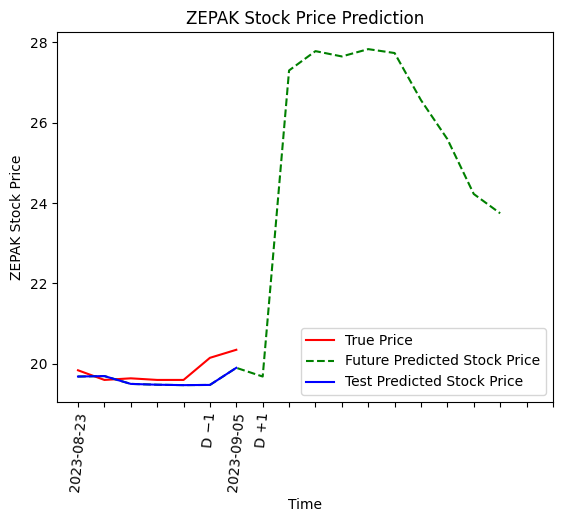 ZEPAK Stock Price Prediction
ZEPAK Stock Price
28
26
24
22
20
True Price
Future Predicted Stock Price
Test Predicted Stock Price
2023-08-23
D −1
2023-09-05
D +1
Time